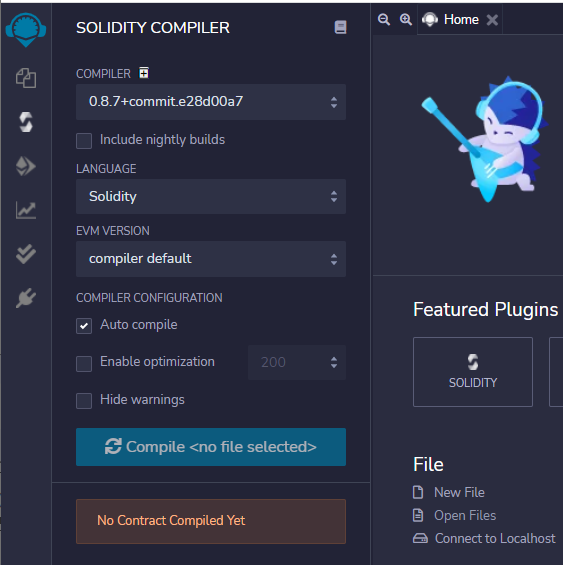 SOLIDITY COMPILER
COMPILER
0.8.7+commit.e28d00a7
Include nightly builds
LANGUAGE
Solidity
EVM VERSION
compiler default
COMPILER CONFIGURATION
Auto compile
Enable optimization 200
Hide warnings
Compile <no file selected>
No Contract Compiled Yet
Home
Featured Plugins
SOLIDITY
File
New File
Open Files
Connect to Localhost